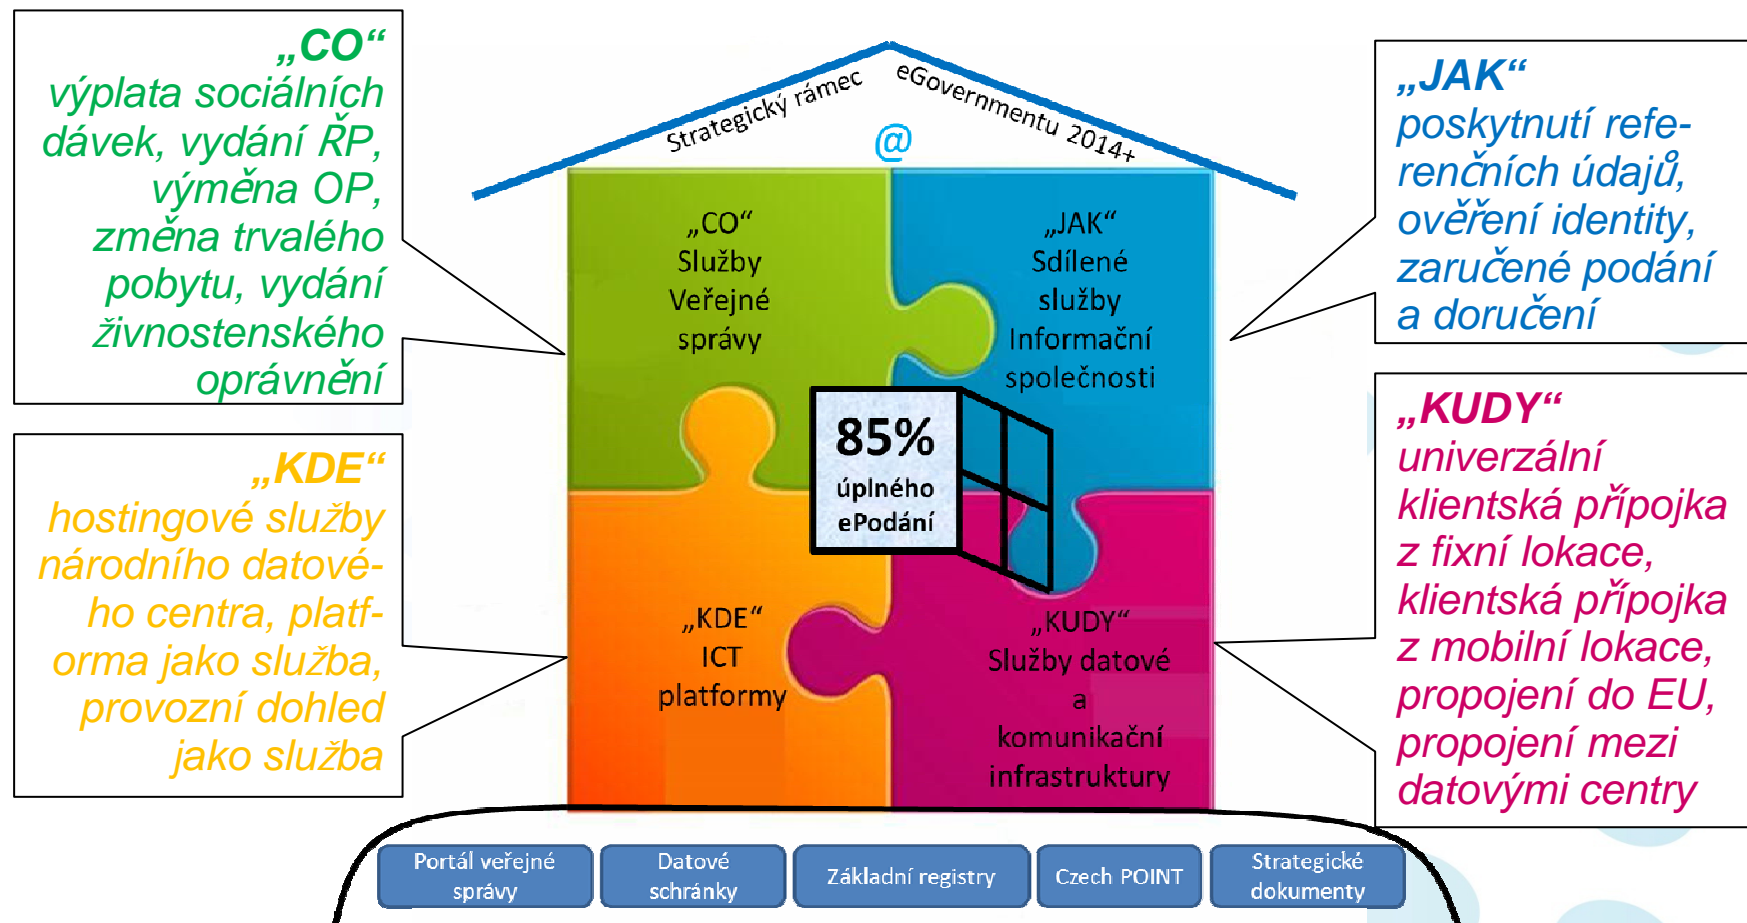 „CO“
výplata sociálních
dávek, vydání ŘP,
výměna OP,
změna trvalého
pobytu, vydání
živnostenského
oprávnění
„KDE“
hostingové služby
národního datové-
ho centra, platf-
orma jako služba,
provozní dohled
jako služba
Strategický rámec eGovernmentu 2014+
@
„CO“
Služby
Veřejné
správy
„JAK“
Sdílené
služby
Informační
společnosti
85%
úplného
ePodání
„KDE“
ICT
platformy
„KUDY“
Služby datové
a
komunikační
infrastruktury
„JAK“
poskytnutí refe-
renčních údajů,
ověření identity,
zaručené podání
a doručení
„KUDY“
univerzální
klientská přípojka
z fixní lokace,
klientská přípojka
z mobilní lokace,
propojení do EU,
propojení mezi
datovými centry
Portál veřejné
správy
Datové
schránky
Základní registry
Czech POINT
Strategické
dokumenty